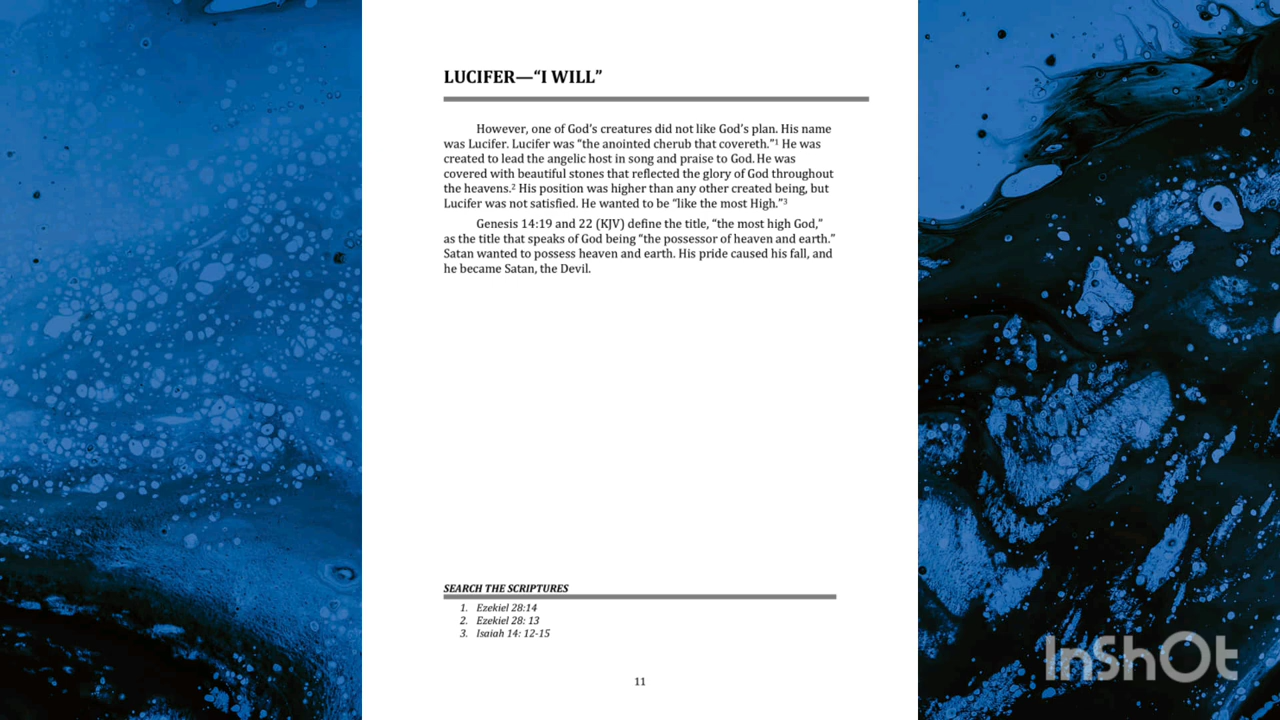 LUCIFER—“I WILL”
However, one of God’s creatures did not like God’s plan. His name
was Lucifer. Lucifer was “the anointed cherub that covereth.”¹ He was
created to lead the angelic host in song and praise to God. He was
covered with beautiful stones that reflected the glory of God throughout
the heavens.² His position was higher than any other created being, but
Lucifer was not satisfied. He wanted to be “like the most High.”³
Genesis 14:19 and 22 (KJV) define the title, “the most high God,”
as the title that speaks of God being “the possessor of heaven and earth.”
Satan wanted to possess heaven and earth. His pride caused his fall, and
he became Satan, the Devil.
SEARCH THE SCRIPTURES
1. Ezekiel 28:14
2. Ezekiel 28: 13
3. Isaiah 14: 12-15
11
InShOt